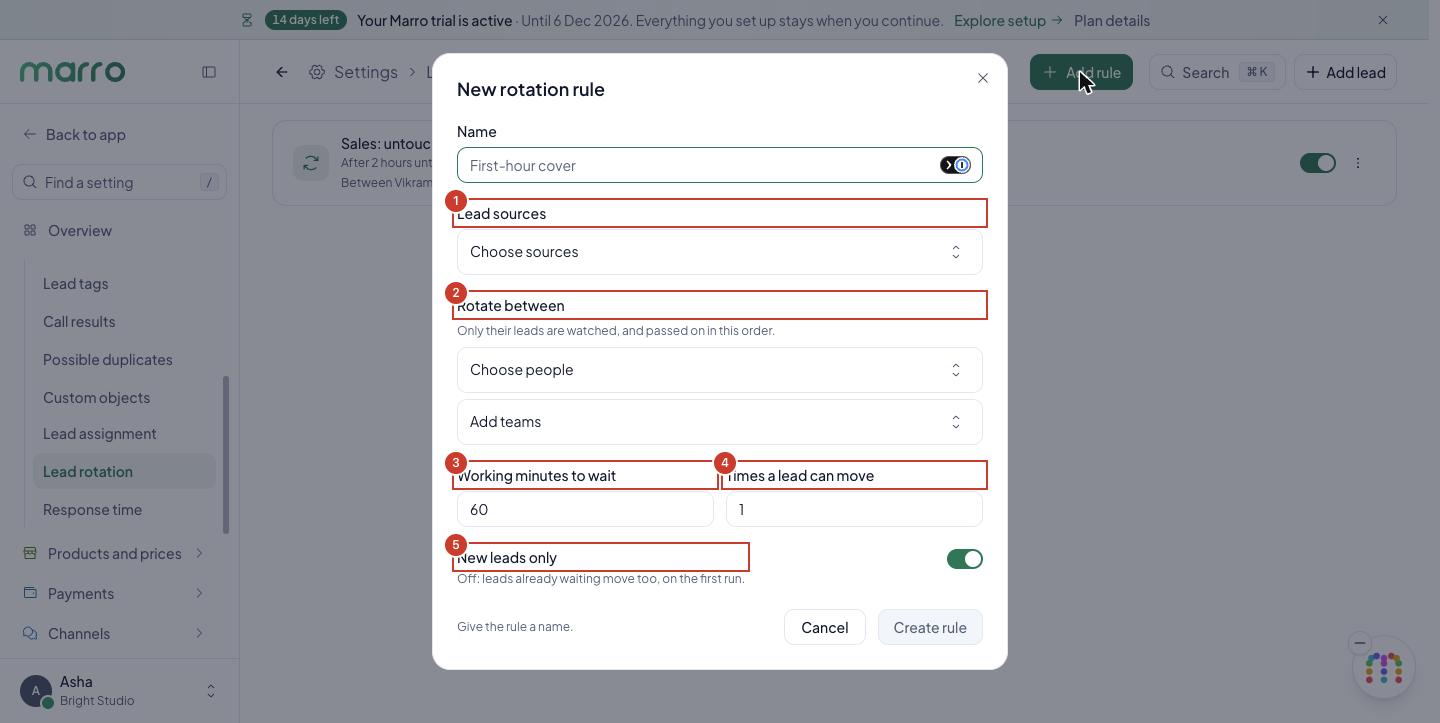 14 days left Your Marro trial is active · Until 6 Dec 2026. Everything you set up stays when you continue. Explore setup → Plan details
marro
Settings > L
Add rule
Search ⌘ K
Add lead
Back to app
Find a setting /
Overview
Lead tags
Call results
Possible duplicates
Custom objects
Lead assignment
Lead rotation
Response time
Products and prices
Payments
Channels
A
Asha
Bright Studio
Sales: untouc
After 2 hours unt
Between Vikram
New rotation rule
Name
First-hour cover
1
Lead sources
Choose sources
2
Rotate between
Only their leads are watched, and passed on in this order.
Choose people
Add teams
3
Working minutes to wait
60
4
Times a lead can move
1
5
New leads only
Off: leads already waiting move too, on the first run.
Give the rule a name.
Cancel
Create rule